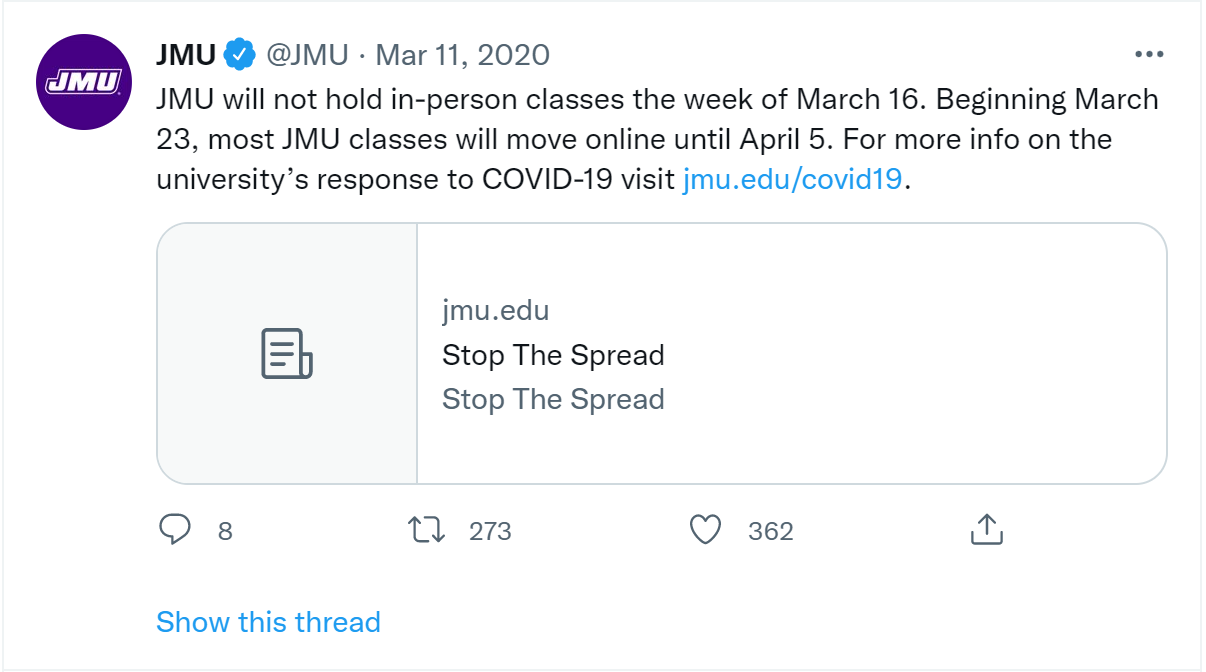 JMU
JMU @JMU · Mar 11, 2020
JMU will not hold in-person classes the week of March 16. Beginning March
23, most JMU classes will move online until April 5. For more info on the
university’s response to COVID-19 visit jmu.edu/covid19.
jmu.edu
Stop The Spread
Stop The Spread
8 273 362
Show this thread